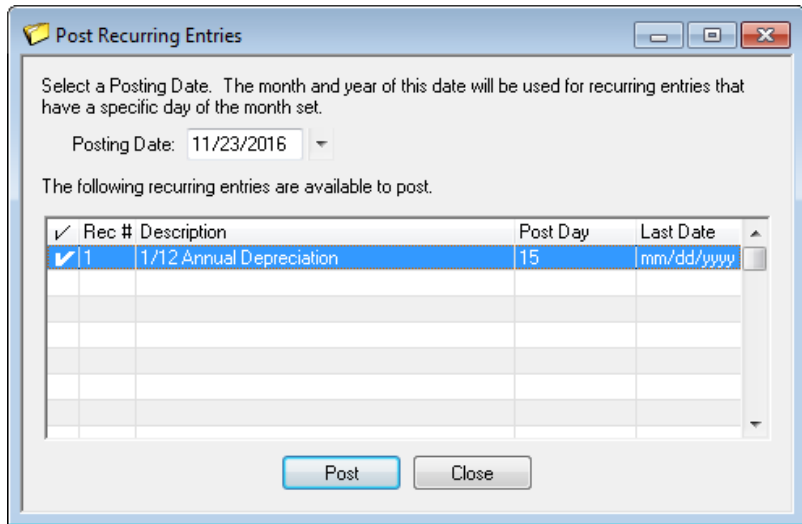 Post Recurring Entries
Select a Posting Date.  The month and year of this date will be used for recurring entries that
have a specific day of the month set.
Posting Date: 11/23/2016
The following recurring entries are available to post.
✓ Rec # Description Post Day Last Date
✔ 1 1/12 Annual Depreciation 15 mm/dd/yyyy
Post Close